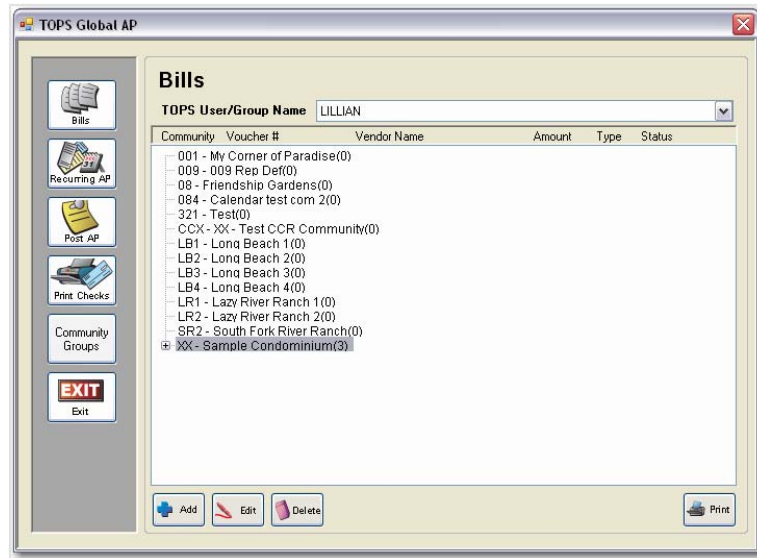 TOPS Global AP
Bills
Recurring AP
Post AP
Print Checks
Community
Groups
EXIT
Exit
Bills
TOPS User/Group Name LILLIAN
Community Voucher # Vendor Name Amount Type Status
001 - My Corner of Paradise(0)
009 - 009 Rep Def(0)
08 - Friendship Gardens(0)
084 - Calendar test com 2(0)
321 - Test(0)
CCX - XX - Test CCR Community(0)
LB1 - Long Beach 1(0)
LB2 - Long Beach 2(0)
LB3 - Long Beach 3(0)
LB4 - Long Beach 4(0)
LR1 - Lazy River Ranch 1(0)
LR2 - Lazy River Ranch 2(0)
SR2 - South Fork River Ranch(0)
XX - Sample Condominium(3)
Add Edit Delete Print